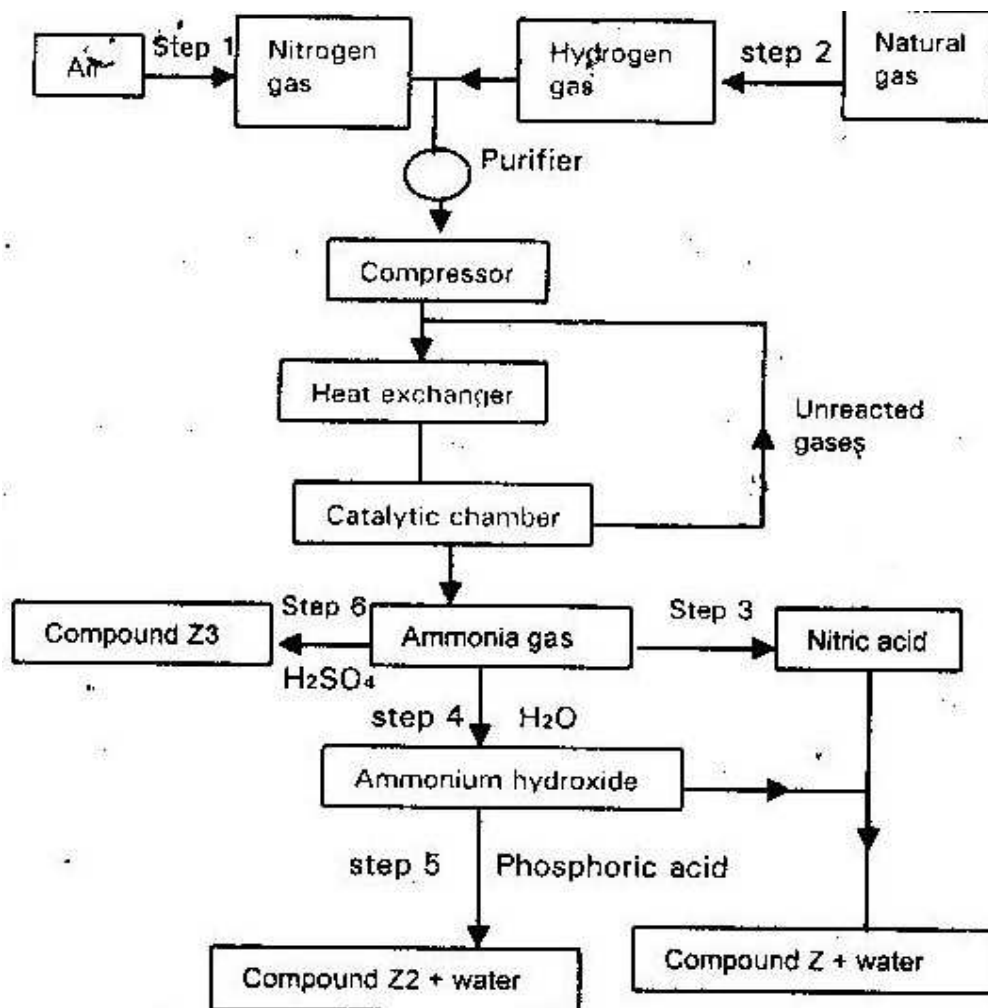 Air
Step 1
Nitrogen
gas
Hydrogen
gas
step 2
Natural
gas
Purifier
Compressor
Heat exchanger
Unreacted
gases
Catalytic chamber
Compound Z3
Step 6
H₂SO₄
Ammonia gas
Step 3
Nitric acid
step 4
H₂O
Ammonium hydroxide
step 5
Phosphoric acid
Compound Z2 + water
Compound Z + water